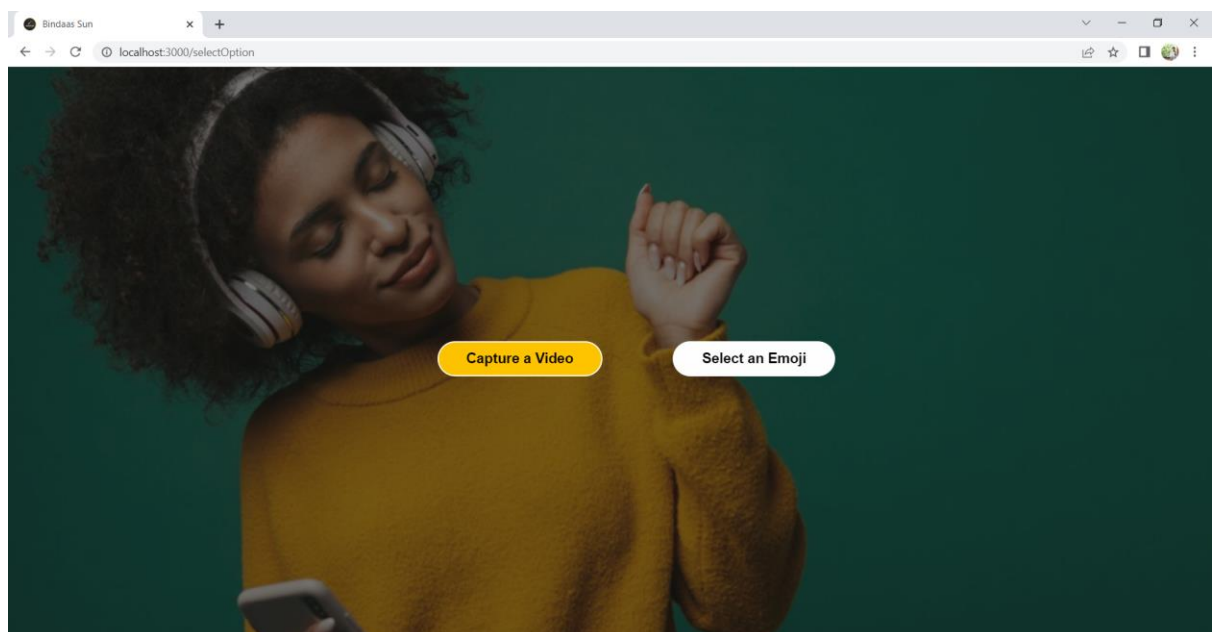 Bindaas Sun
localhost:3000/selectOption
Capture a Video
Select an Emoji